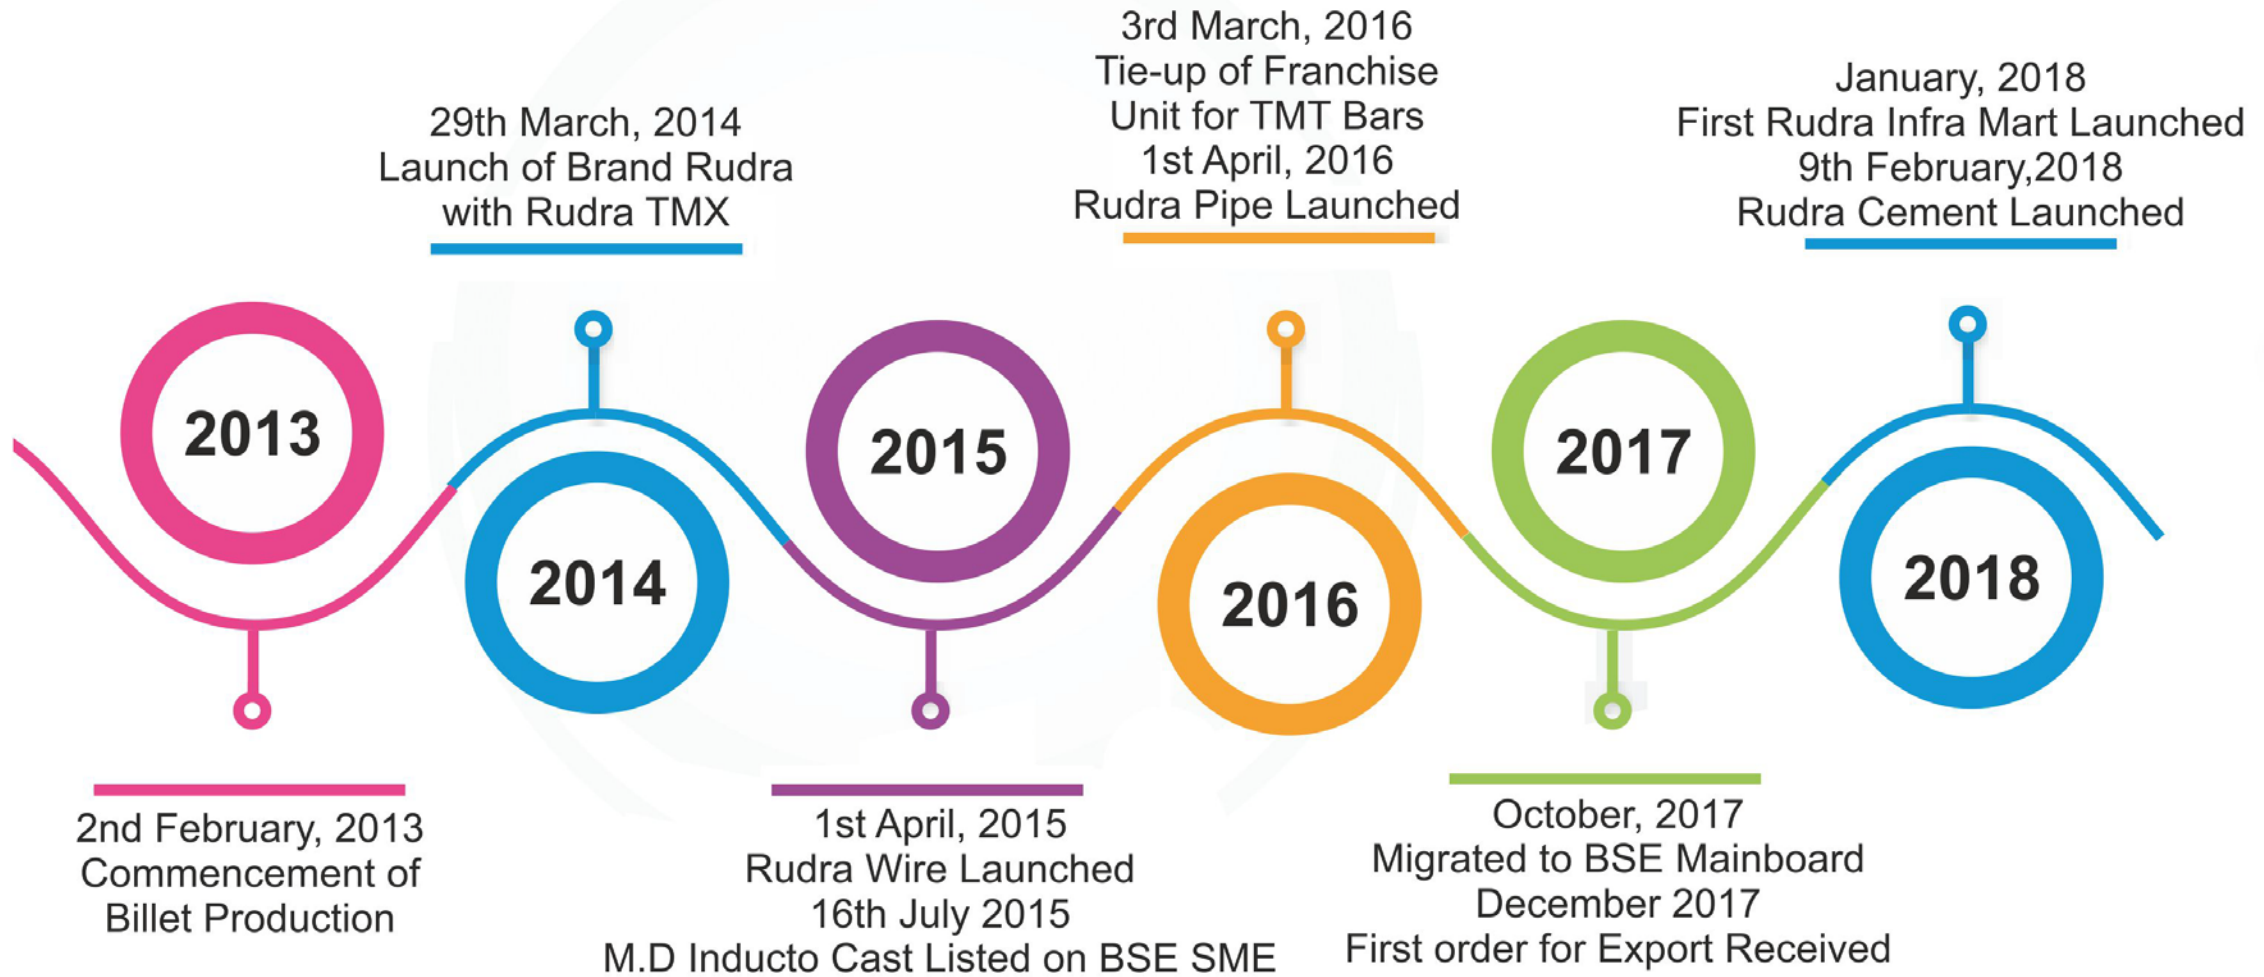 2013
2nd February, 2013
Commencement of
Billet Production
29th March, 2014
Launch of Brand Rudra
with Rudra TMX
2014
2015
1st April, 2015
Rudra Wire Launched
16th July 2015
M.D Inducto Cast Listed on BSE SME
3rd March, 2016
Tie-up of Franchise
Unit for TMT Bars
1st April, 2016
Rudra Pipe Launched
2016
2017
October, 2017
Migrated to BSE Mainboard
December 2017
First order for Export Received
January, 2018
First Rudra Infra Mart Launched
9th February,2018
Rudra Cement Launched
2018